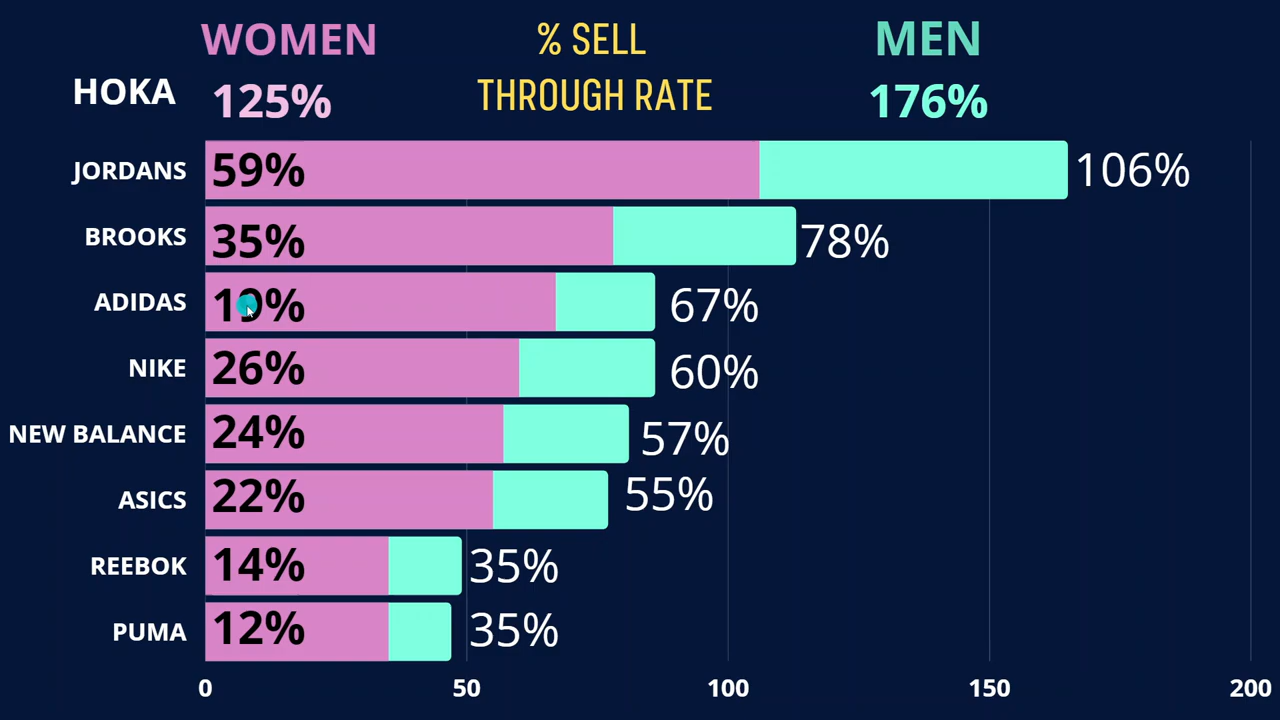 WOMEN % SELL MEN
HOKA 125% THROUGH RATE 176%
JORDANS 59% 106%
BROOKS 35% 78%
ADIDAS 19% 67%
NIKE 26% 60%
NEW BALANCE 24% 57%
ASICS 22% 55%
REEBOK 14% 35%
PUMA 12% 35%
0 50 100 150 200